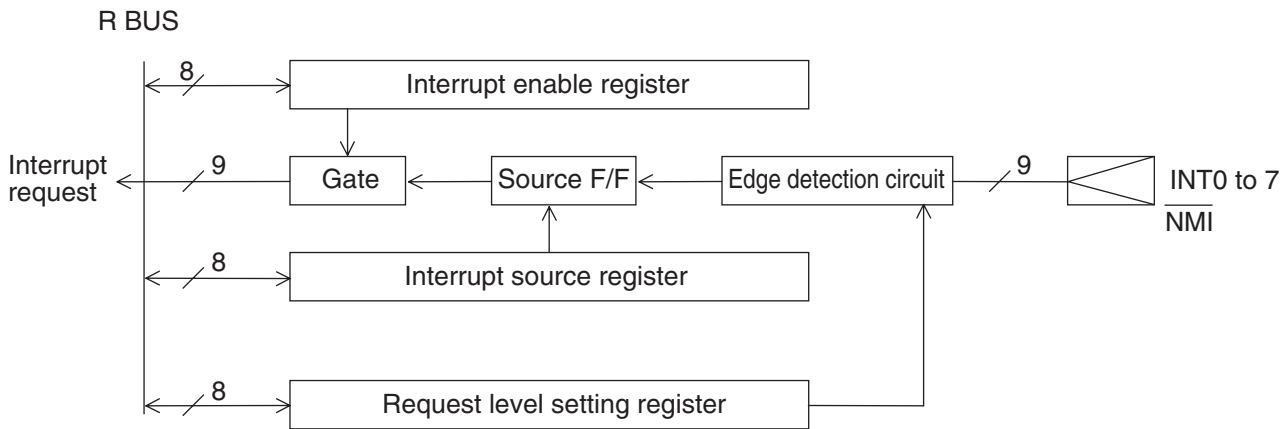 R BUS
8
Interrupt enable register
Interrupt
request
9
Gate
Source F/F
Edge detection circuit
9
INT0 to 7
NMI
8
Interrupt source register
8
Request level setting register